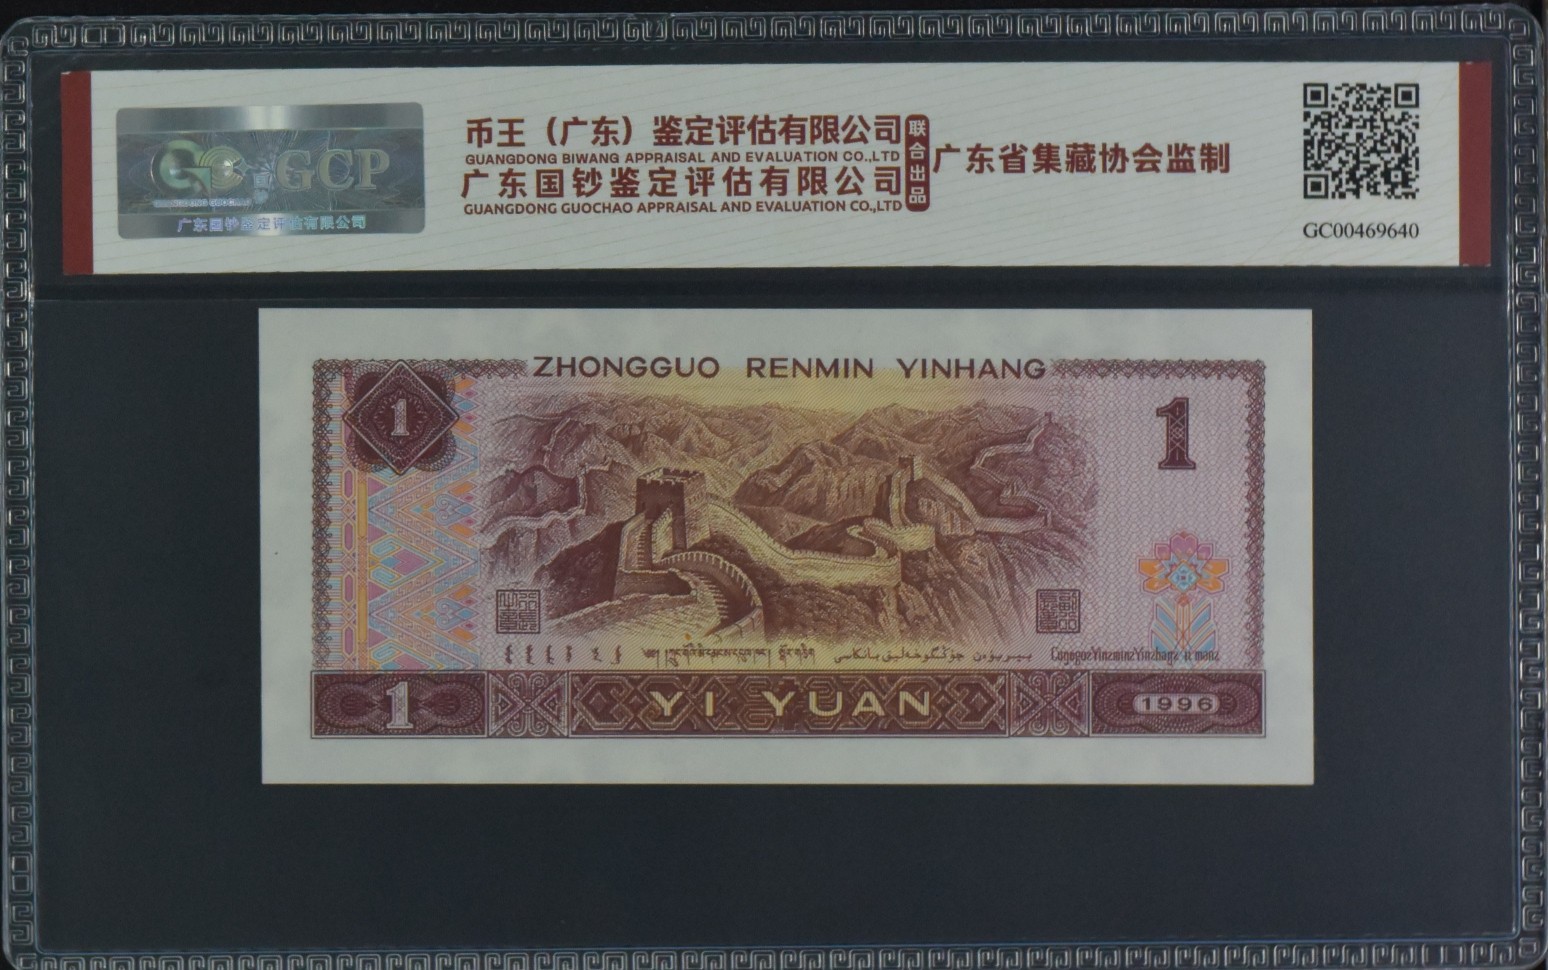 币王（广东）鉴定评估有限公司
GUANGDONG BIWANG APPRAISAL AND EVALUATION CO.,LTD
广东国钞鉴定评估有限公司
GUANGDONG GUOCHAO APPRAISAL AND EVALUATION CO.,LTD
联合出品
广东省集藏协会监制
GCP
广东国钞鉴定评估有限公司
GC00469640
ZHONGGUO RENMIN YINHANG
1
1
1
YI YUAN
1996